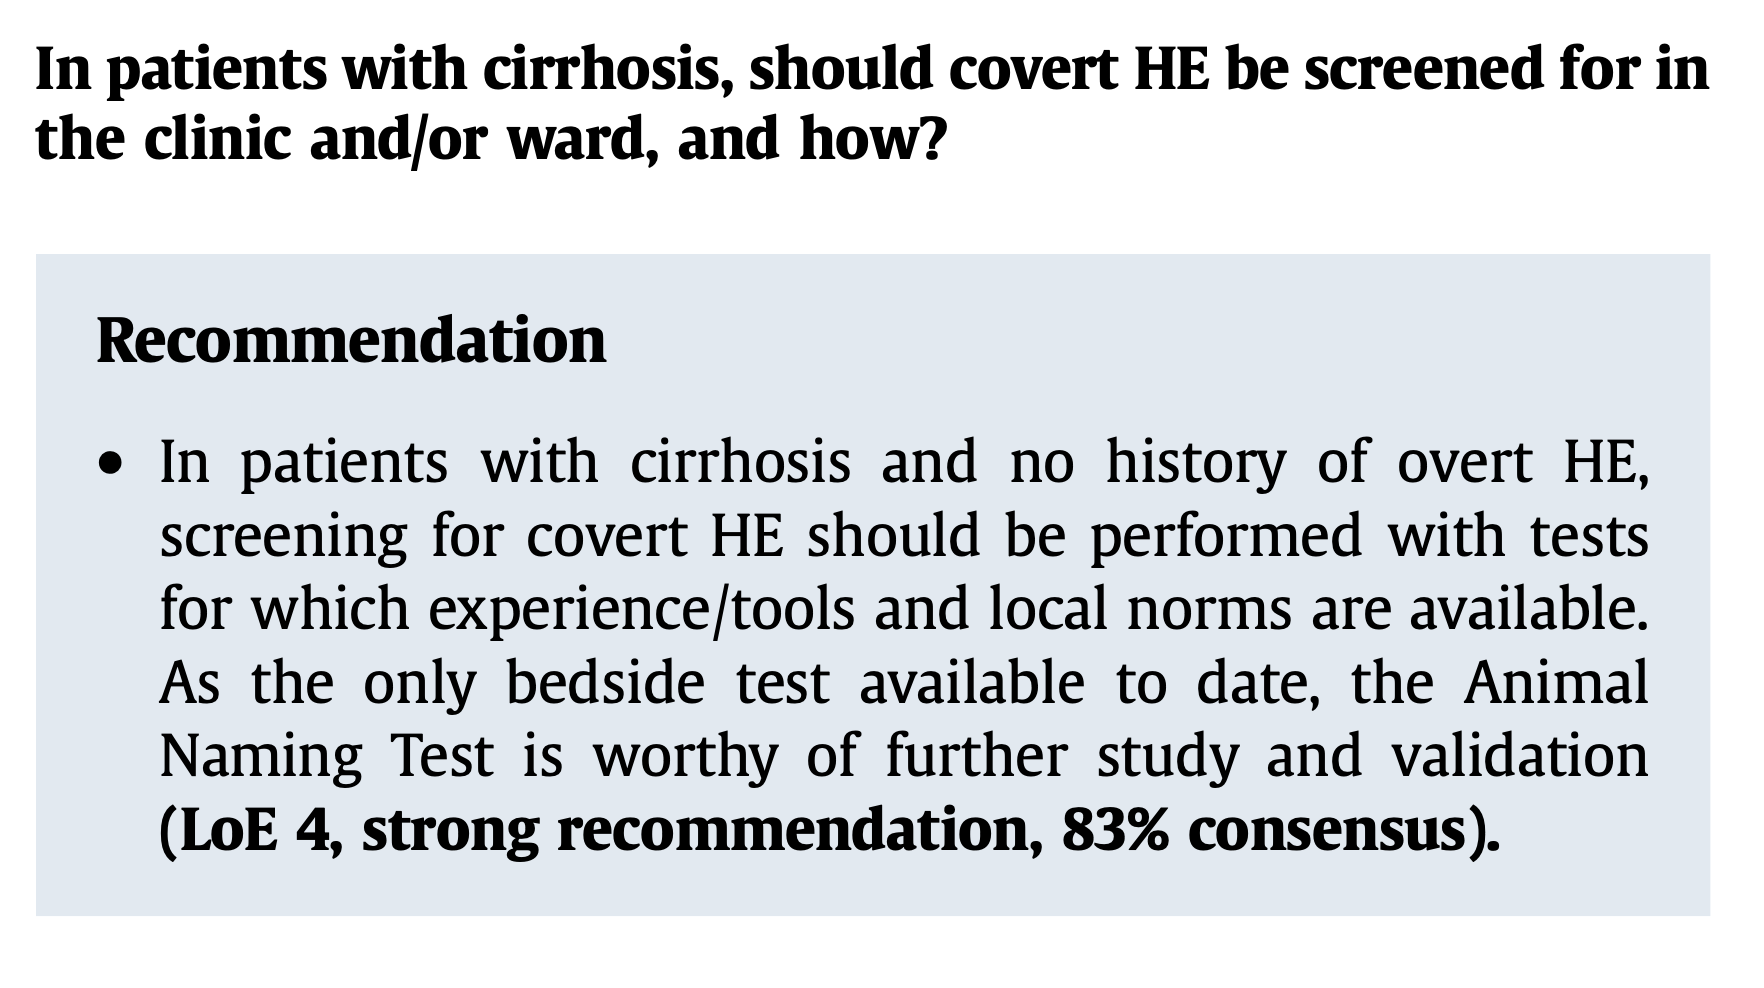 In patients with cirrhosis, should covert HE be screened for in
the clinic and/or ward, and how?
Recommendation
• In patients with cirrhosis and no history of overt HE,
screening for covert HE should be performed with tests
for which experience/tools and local norms are available.
As the only bedside test available to date, the Animal
Naming Test is worthy of further study and validation
(LoE 4, strong recommendation, 83% consensus).